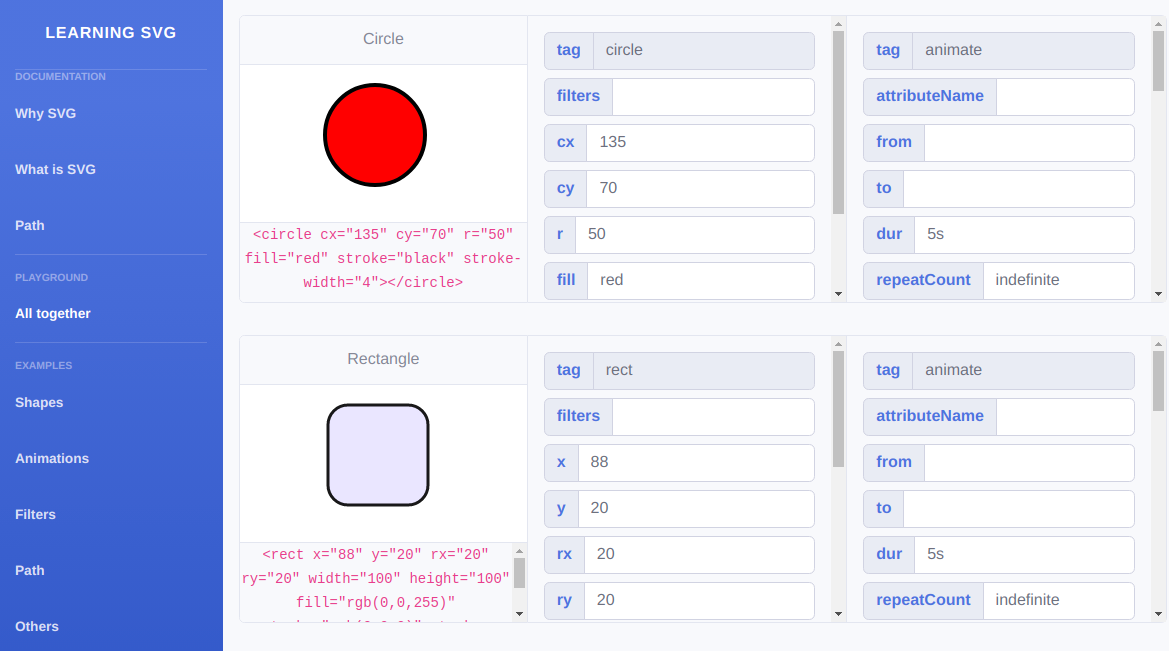 LEARNING SVG
DOCUMENTATION
Why SVG
What is SVG
Path
PLAYGROUND
All together
EXAMPLES
Shapes
Animations
Filters
Path
Others
Circle
<circle cx="135" cy="70" r="50"
fill="red" stroke="black" stroke-
width="4"></circle>
tag circle
filters
cx 135
cy 70
r 50
fill red
tag animate
attributeName
from
to
dur 5s
repeatCount indefinite
Rectangle
<rect x="88" y="20" rx="20"
ry="20" width="100" height="100"
fill="rgb(0,0,255)"
tag rect
filters
x 88
y 20
rx 20
ry 20
tag animate
attributeName
from
to
dur 5s
repeatCount indefinite